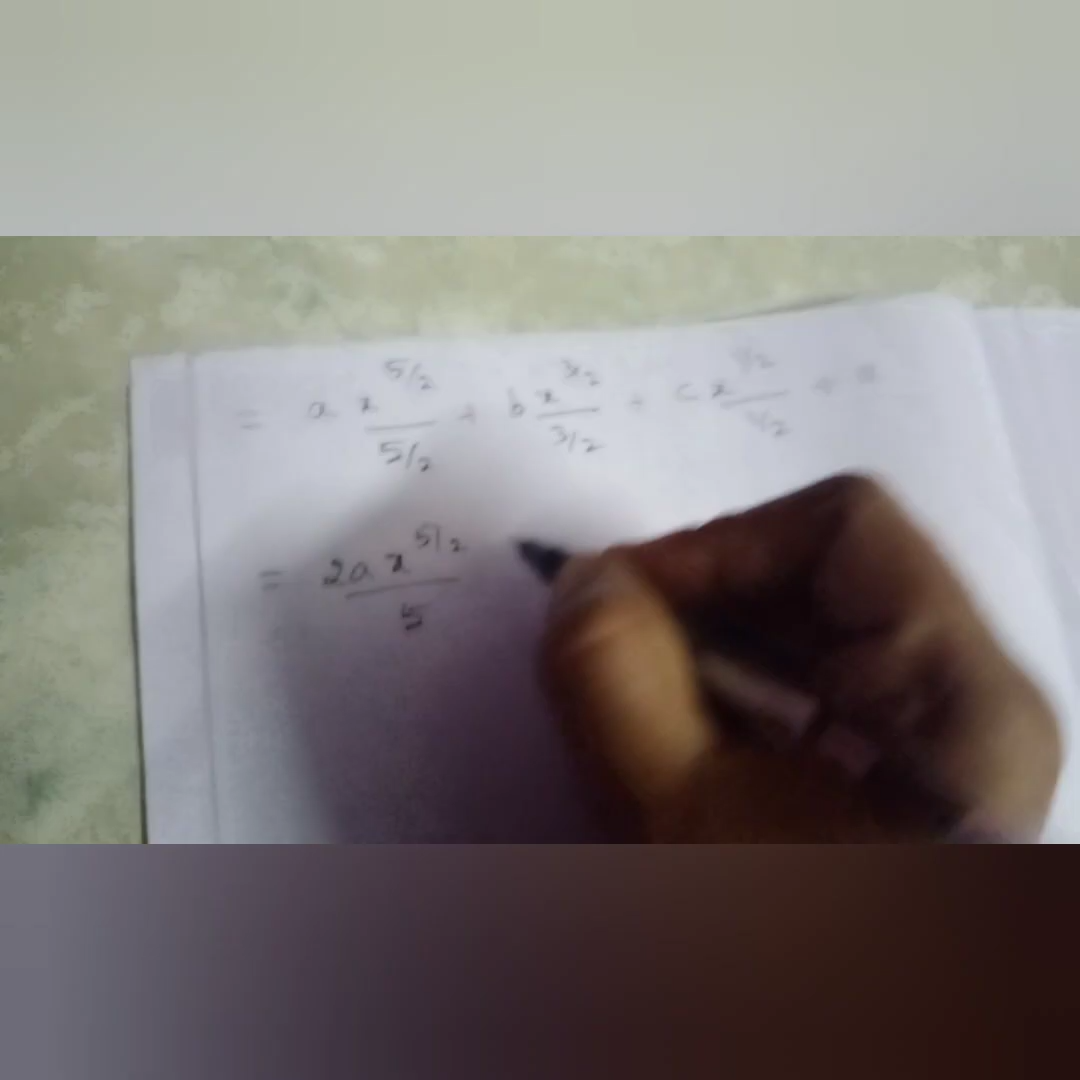 = a x^{5/2} / 5/2 + b x^{3/2} / 3/2 + c x^{1/2} / 1/2 +
= 2a x^{5/2} / 5